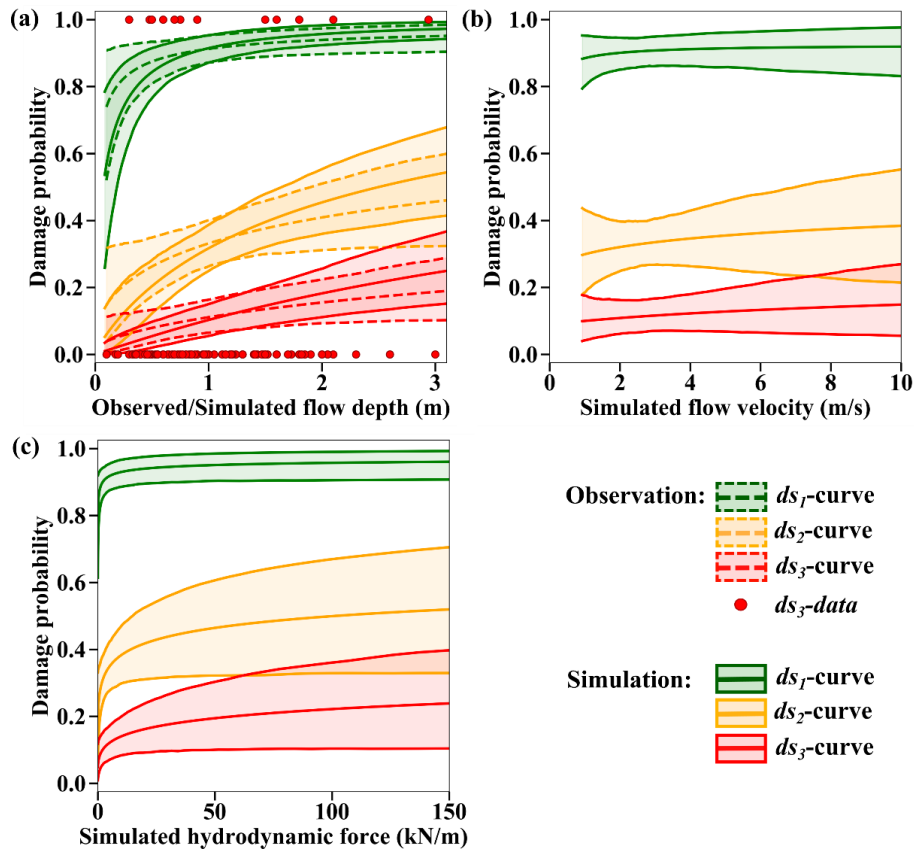 (a)
1.0
0.8
0.6
0.4
0.2
0.0
Damage probability
0
1
2
3
Observed/Simulated flow depth (m)
(b)
1.0
0.8
0.6
0.4
0.2
0.0
Damage probability
0
2
4
6
8
10
Simulated flow velocity (m/s)
(c)
1.0
0.8
0.6
0.4
0.2
0.0
Damage probability
0
50
100
150
Simulated hydrodynamic force (kN/m)
Observation:
ds₁-curve
ds₂-curve
ds₃-curve
ds₃-data
Simulation:
ds₁-curve
ds₂-curve
ds₃-curve